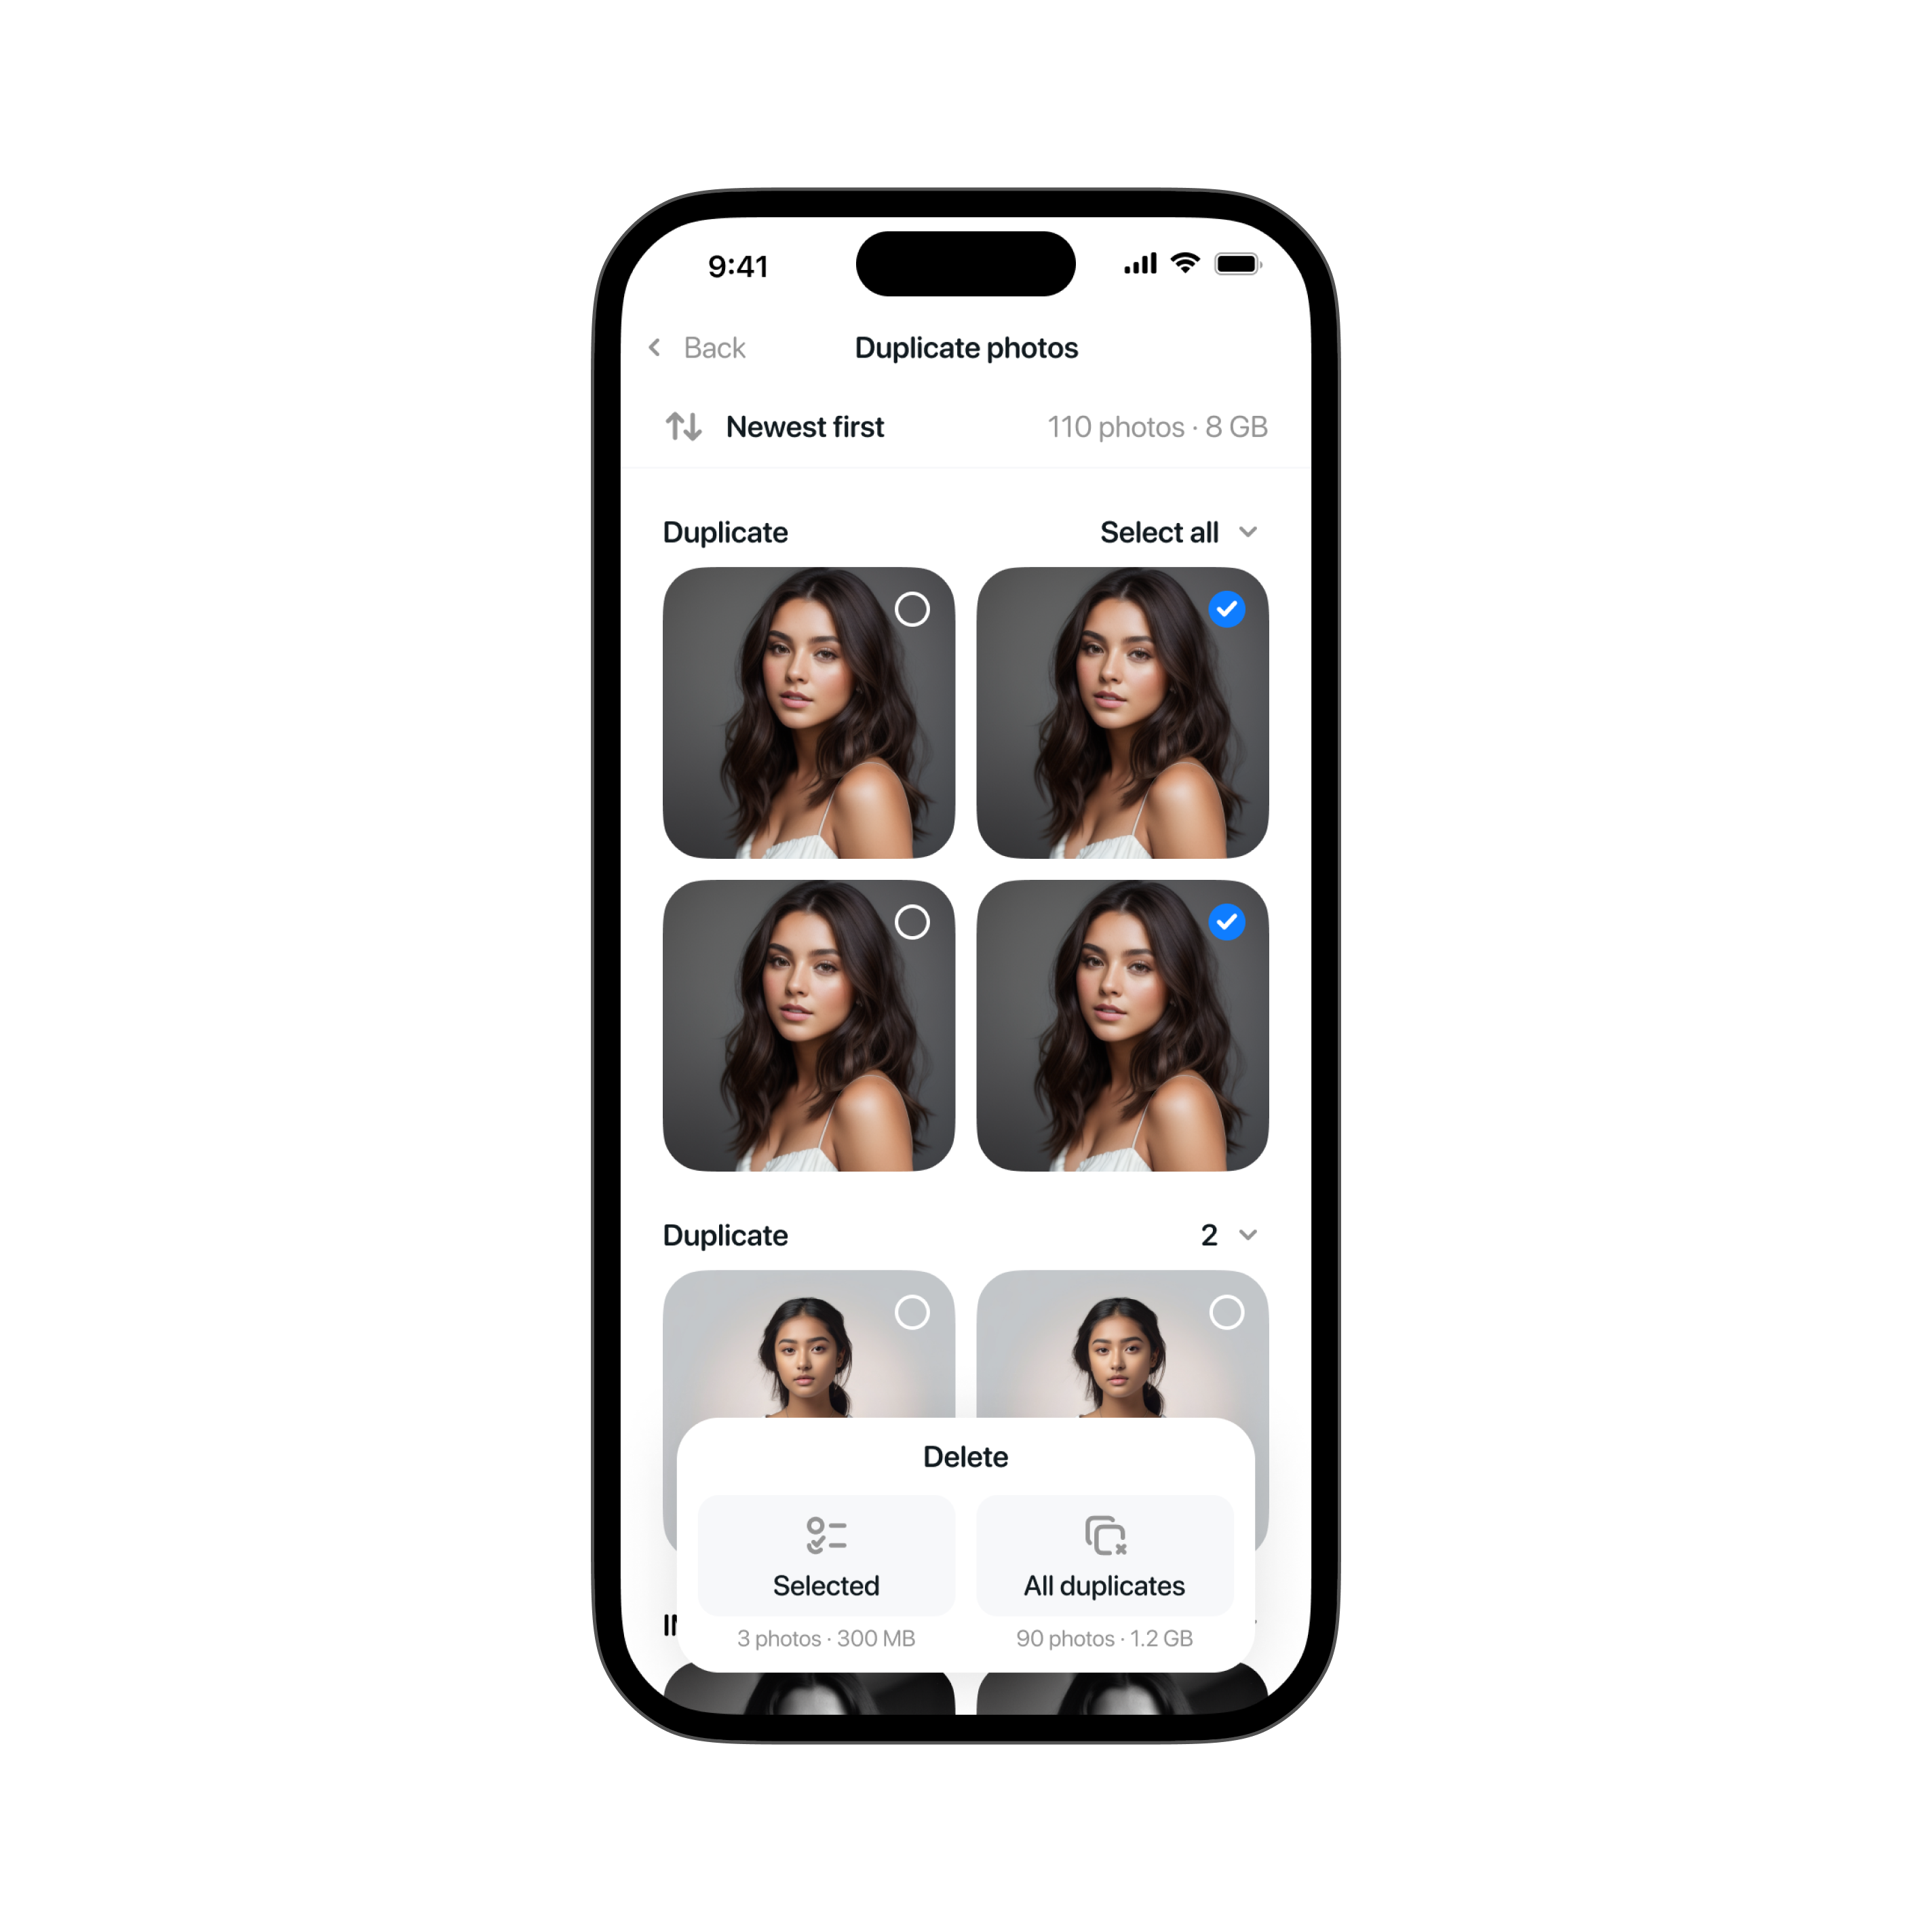 9:41
Back
Duplicate photos
Newest first
110 photos · 8 GB
Duplicate
Select all
Duplicate
2
Delete
Selected
All duplicates
3 photos · 300 MB
90 photos · 1.2 GB